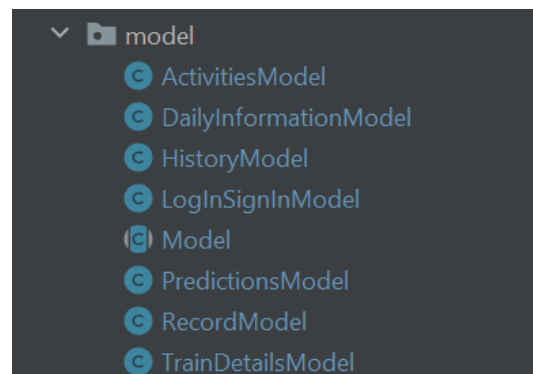 model
C ActivitiesModel
C DailyInformationModel
C HistoryModel
C LogInSignInModel
C Model
C PredictionsModel
C RecordModel
C TrainDetailsModel